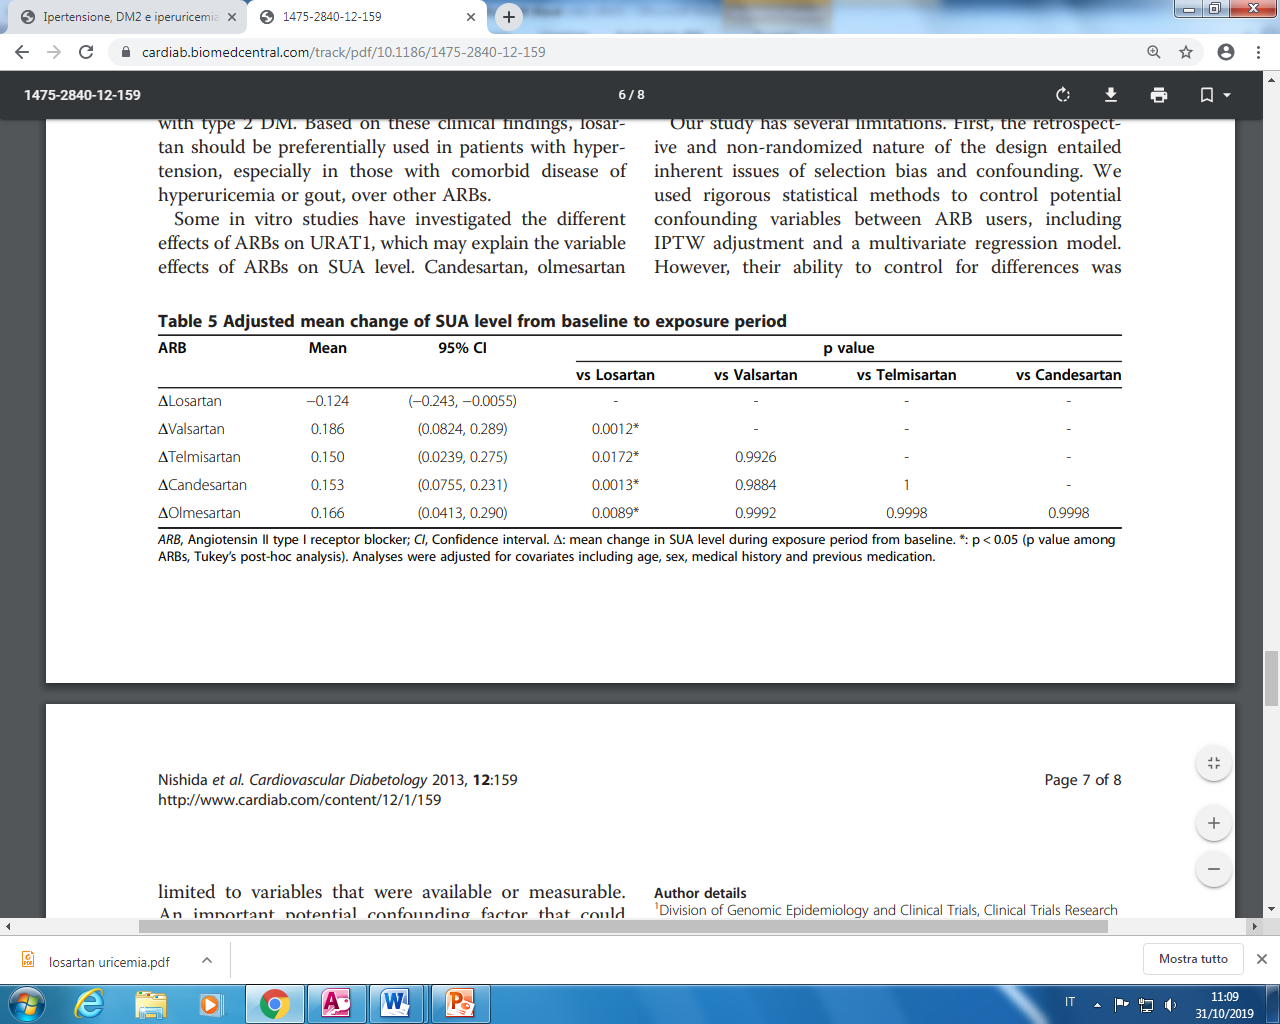 Ipertensione, DM2 e iperuricemia
1475-2840-12-159
cardiab.biomedcentral.com/track/pdf/10.1186/1475-2840-12-159
1475-2840-12-159
6 / 8
with type 2 DM. Based on these clinical findings, losar-
tan should be preferentially used in patients with hyper-
tension, especially in those with comorbid disease of
hyperuricemia or gout, over other ARBs.
Some in vitro studies have investigated the different
effects of ARBs on URAT1, which may explain the variable
effects of ARBs on SUA level. Candesartan, olmesartan
Our study has several limitations. First, the retrospect-
ive and non-randomized nature of the design entailed
inherent issues of selection bias and confounding. We
used rigorous statistical methods to control potential
confounding variables between ARB users, including
IPTW adjustment and a multivariate regression model.
However, their ability to control for differences was
Table 5 Adjusted mean change of SUA level from baseline to exposure period
ARB Mean 95% CI p value
vs Losartan vs Valsartan vs Telmisartan vs Candesartan
ΔLosartan −0.124 (−0.243, −0.0055) - - - -
ΔValsartan 0.186 (0.0824, 0.289) 0.0012* - - -
ΔTelmisartan 0.150 (0.0239, 0.275) 0.0172* 0.9926 - -
ΔCandesartan 0.153 (0.0755, 0.231) 0.0013* 0.9884 1 -
ΔOlmesartan 0.166 (0.0413, 0.290) 0.0089* 0.9992 0.9998 0.9998
ARB, Angiotensin II type I receptor blocker; CI, Confidence interval. Δ: mean change in SUA level during exposure period from baseline. *: p < 0.05 (p value among
ARBs, Tukey's post-hoc analysis). Analyses were adjusted for covariates including age, sex, medical history and previous medication.
Nishida et al. Cardiovascular Diabetology 2013, 12:159
http://www.cardiab.com/content/12/1/159
Page 7 of 8
limited to variables that were available or measurable.
An important potential confounding factor that could
Author details
1Division of Genomic Epidemiology and Clinical Trials, Clinical Trials Research
losartan uricemia.pdf
Mostra tutto
IT
11:09
31/10/2019